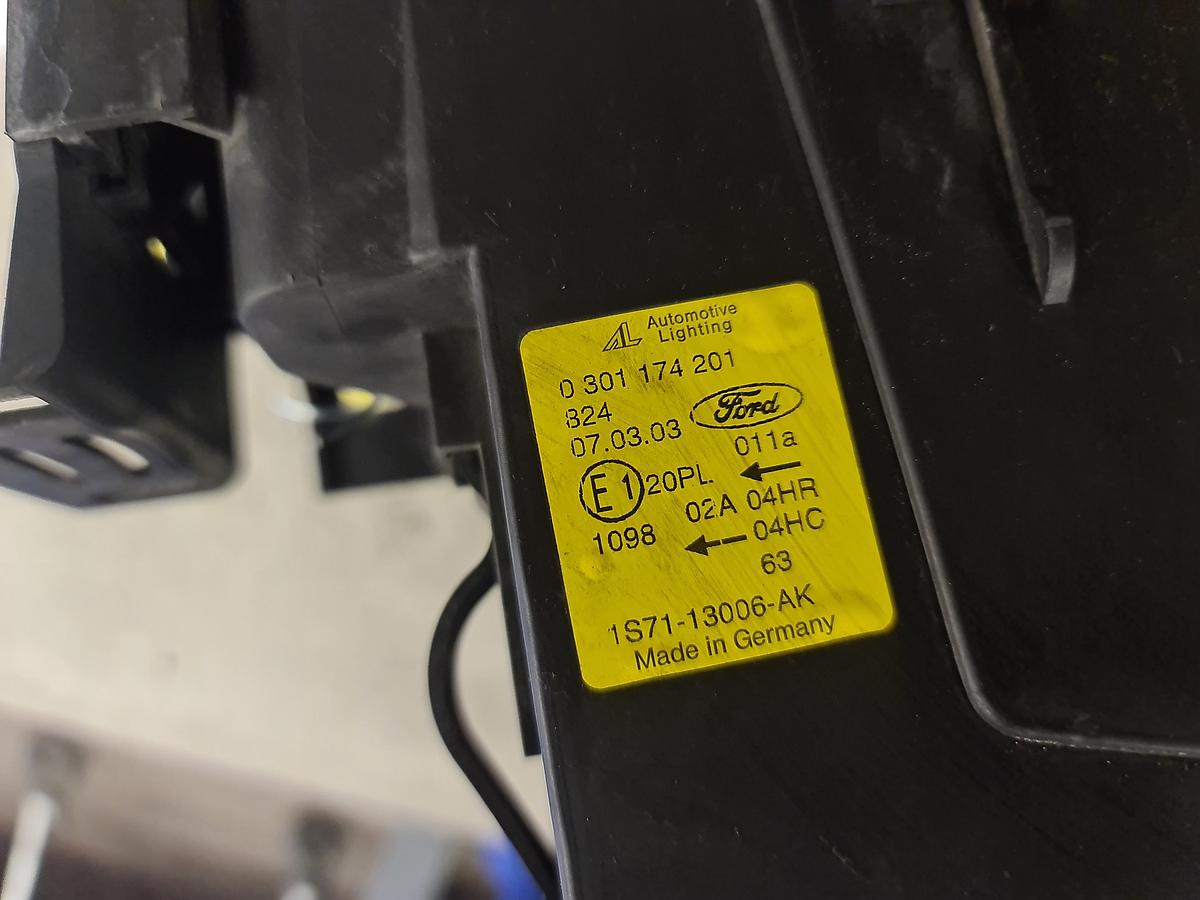 AL Automotive
Lighting
0 301 174 201
824
Ford
07.03.03
011a
E1 20PL
02A 04HR
1098
04HC
63
1S71-13006-AK
Made in Germany